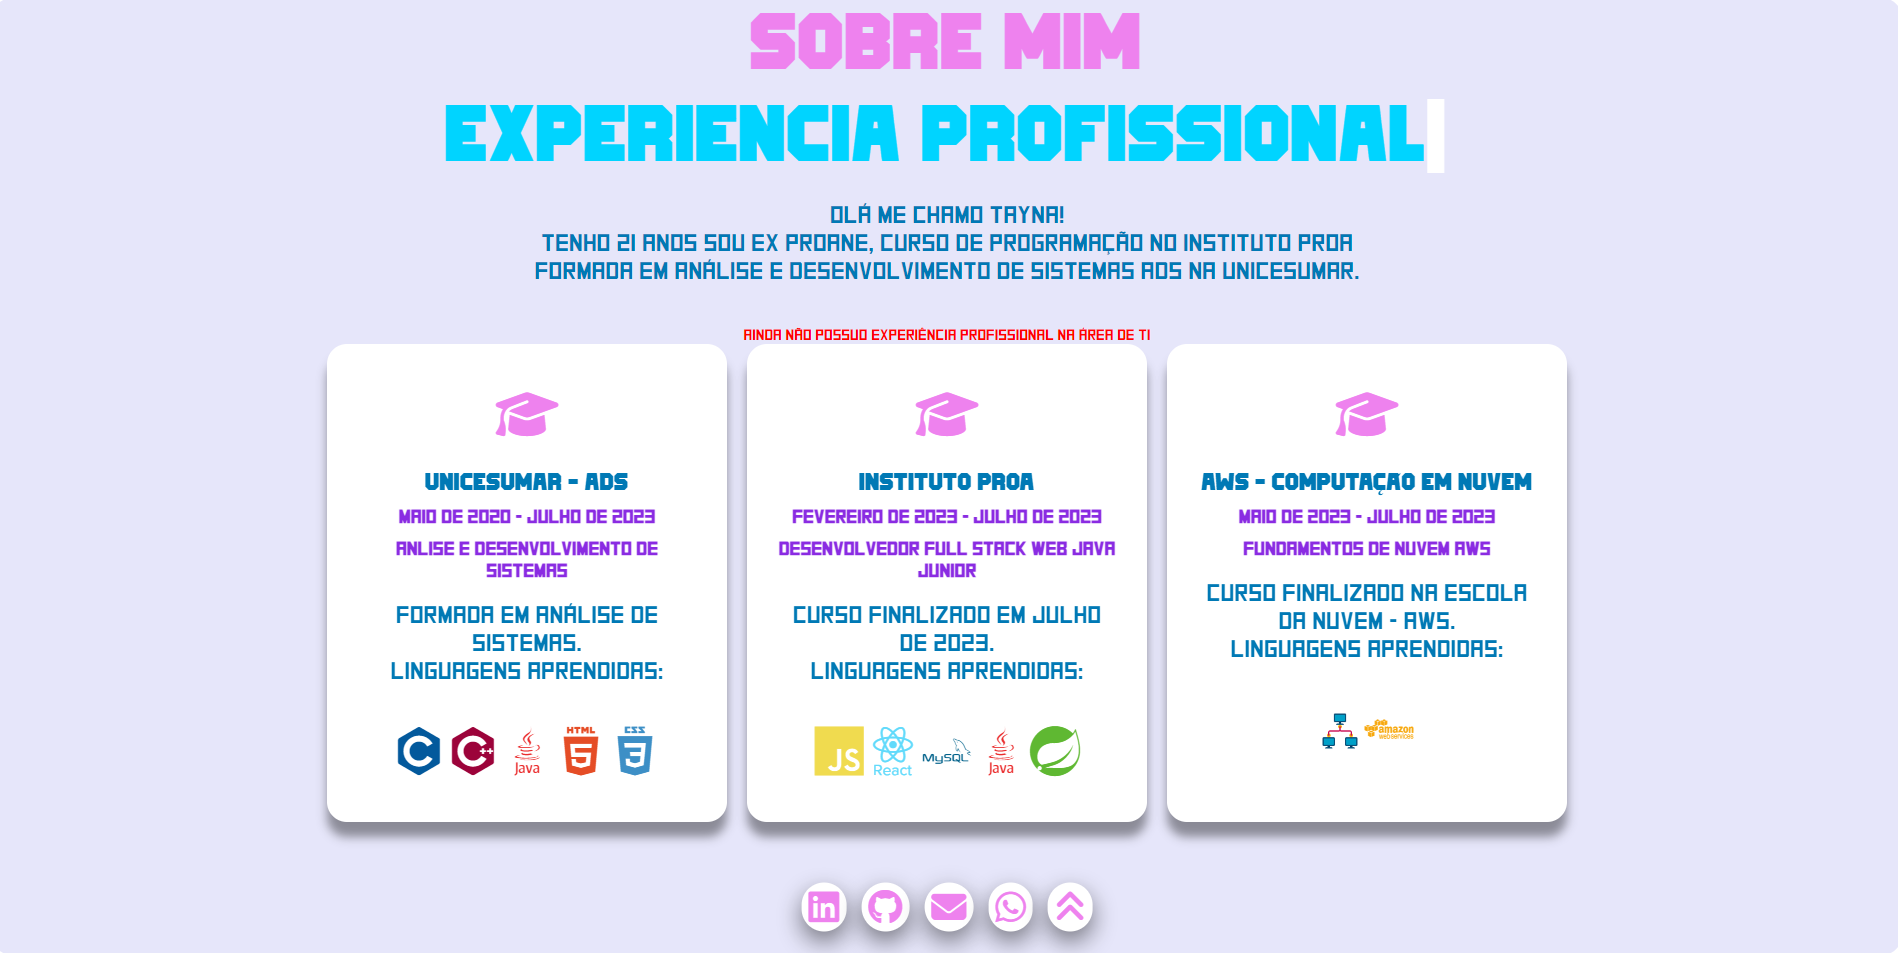 SOBRE MIM
EXPERIENCIA PROFISSIONAL
OLÁ ME CHAMO TAYNA!
TENHO 21 ANOS SOU EX PROANE, CURSO DE PROGRAMAÇÃO NO INSTITUTO PROA
FORMADA EM ANÁLISE E DESENVOLVIMENTO DE SISTEMAS ADS NA UNICESUMAR.
AINDA NÃO POSSUO EXPERIÊNCIA PROFISSIONAL NA ÁREA DE TI
UNICESUMAR - ADS
MAIO DE 2020 - JULHO DE 2023
ANLISE E DESENVOLVIMENTO DE
SISTEMAS
FORMADA EM ANÁLISE DE
SISTEMAS.
LINGUAGENS APRENDIDAS:
C
C++
Java
HTML
5
CSS
3
INSTITUTO PROA
FEVEREIRO DE 2023 - JULHO DE 2023
DESENVOLVEDOR FULL STACK WEB JAVA
JUNIOR
CURSO FINALIZADO EM JULHO
DE 2023.
LINGUAGENS APRENDIDAS:
JS
React
MySQL
Java
AWS - COMPUTAÇÃO EM NUVEM
MAIO DE 2023 - JULHO DE 2023
FUNDAMENTOS DE NUVEM AWS
CURSO FINALIZADO NA ESCOLA
DA NUVEM - AWS.
LINGUAGENS APRENDIDAS:
amazon
web services
in